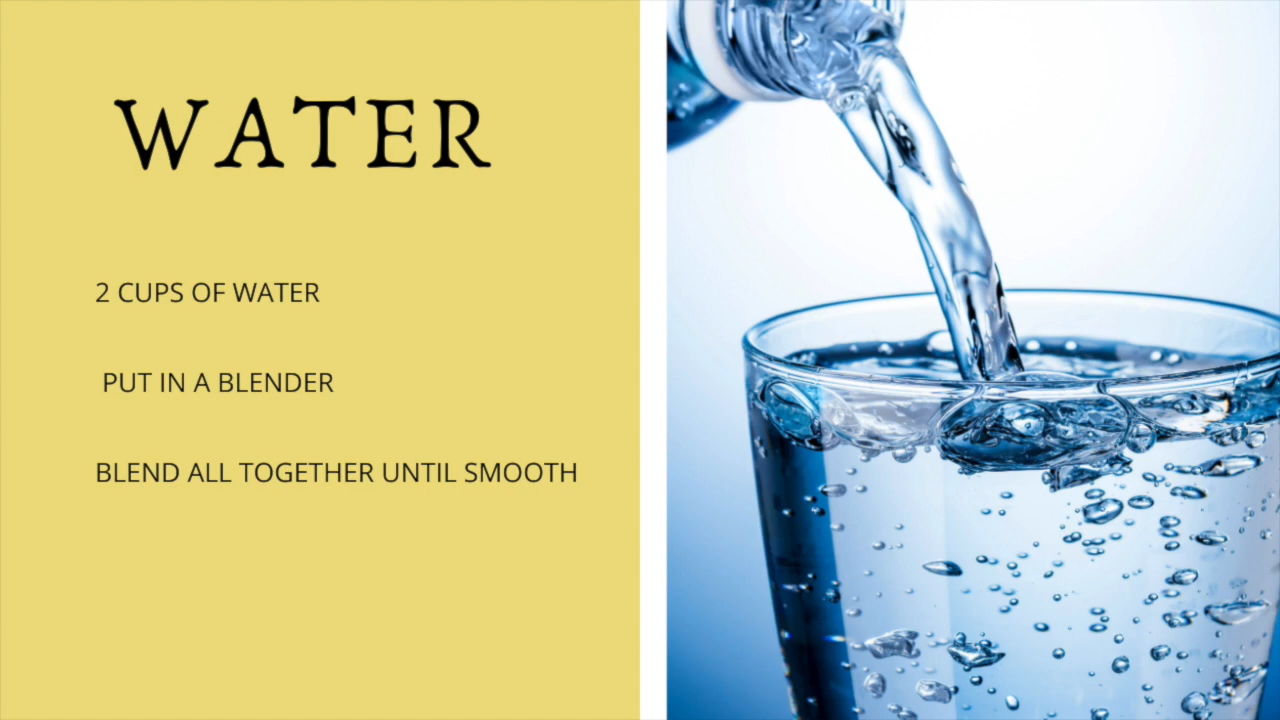 WATER
2 CUPS OF WATER
PUT IN A BLENDER
BLEND ALL TOGETHER UNTIL SMOOTH